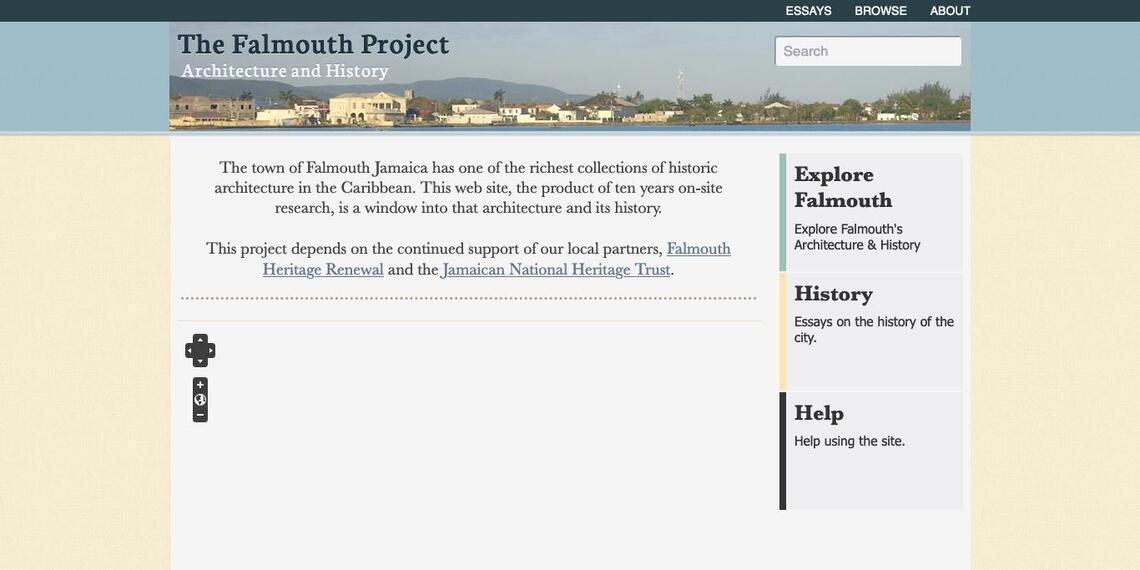 ESSAYS BROWSE ABOUT
The Falmouth Project
Architecture and History
Search
The town of Falmouth Jamaica has one of the richest collections of historic
architecture in the Caribbean. This web site, the product of ten years on-site
research, is a window into that architecture and its history.
This project depends on the continued support of our local partners, Falmouth
Heritage Renewal and the Jamaican National Heritage Trust.
Explore
Falmouth
Explore Falmouth's
Architecture & History
History
Essays on the history of the
city.
Help
Help using the site.